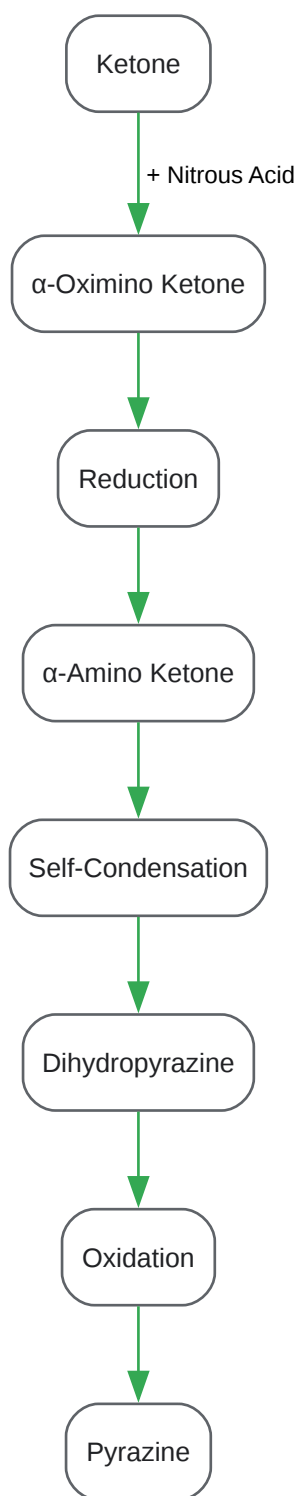 Ketone
+ Nitrous Acid
α-Oximino Ketone
Reduction
α-Amino Ketone
Self-Condensation
Dihydropyrazine
Oxidation
Pyrazine